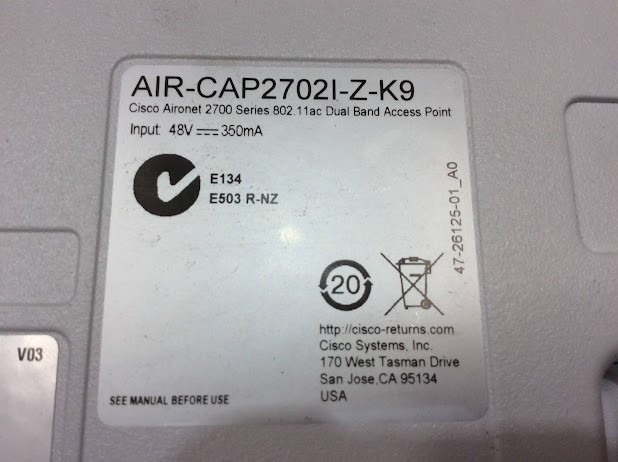 AIR-CAP2702I-Z-K9
Cisco Aironet 2700 Series 802.11ac Dual Band Access Point
Input: 48V ⎓ 350mA
E134
E503 R-NZ
47-26125-01_A0
20
http://cisco-returns.com
Cisco Systems, Inc.
170 West Tasman Drive
San Jose,CA 95134
USA
SEE MANUAL BEFORE USE
V03